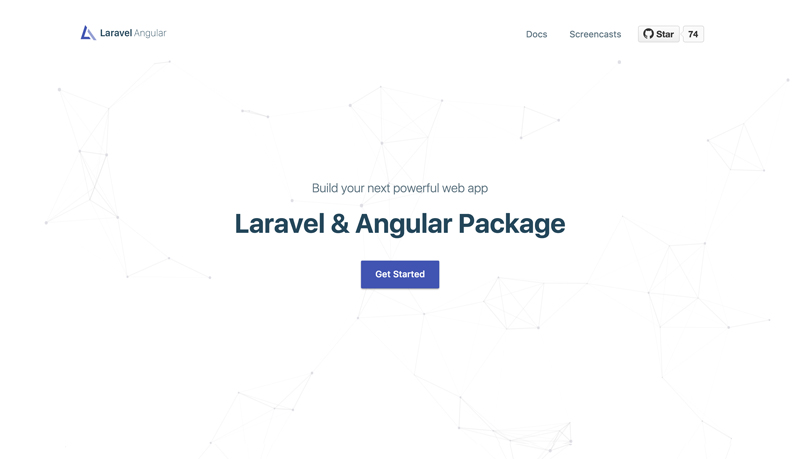 Laravel Angular
Docs
Screencasts
Star
74
Build your next powerful web app
Laravel & Angular Package
Get Started